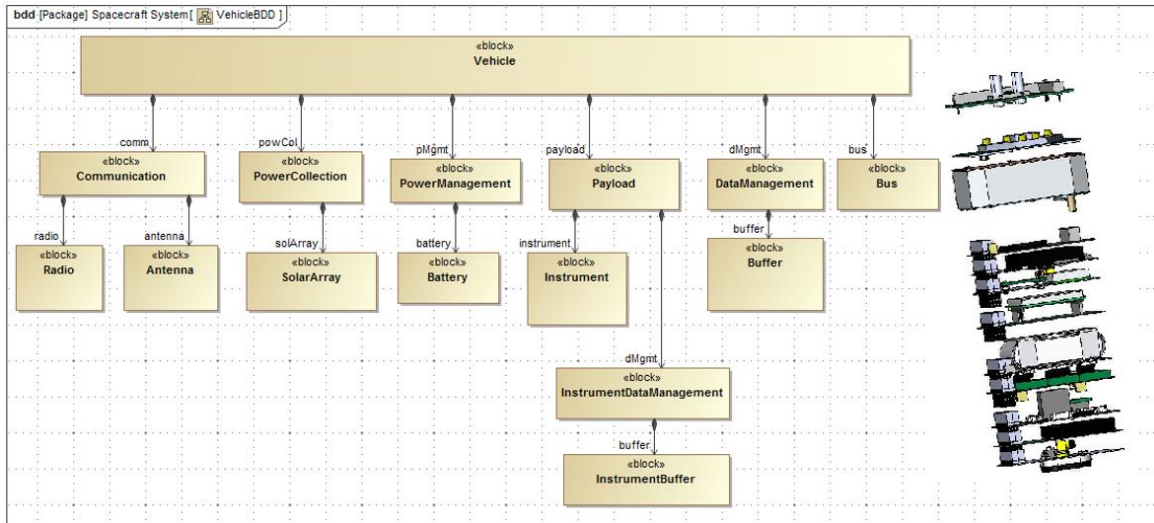 bdd [Package] Spacecraft System[ VehicleBDD ]
«block»
Vehicle
comm
powCol
pMgmt
payload
dMgmt
bus
«block»
Communication
«block»
PowerCollection
«block»
PowerManagement
«block»
Payload
«block»
DataManagement
«block»
Bus
radio
antenna
solArray
battery
instrument
buffer
«block»
Radio
«block»
Antenna
«block»
SolarArray
«block»
Battery
«block»
Instrument
«block»
Buffer
dMgmt
«block»
InstrumentDataManagement
buffer
«block»
InstrumentBuffer